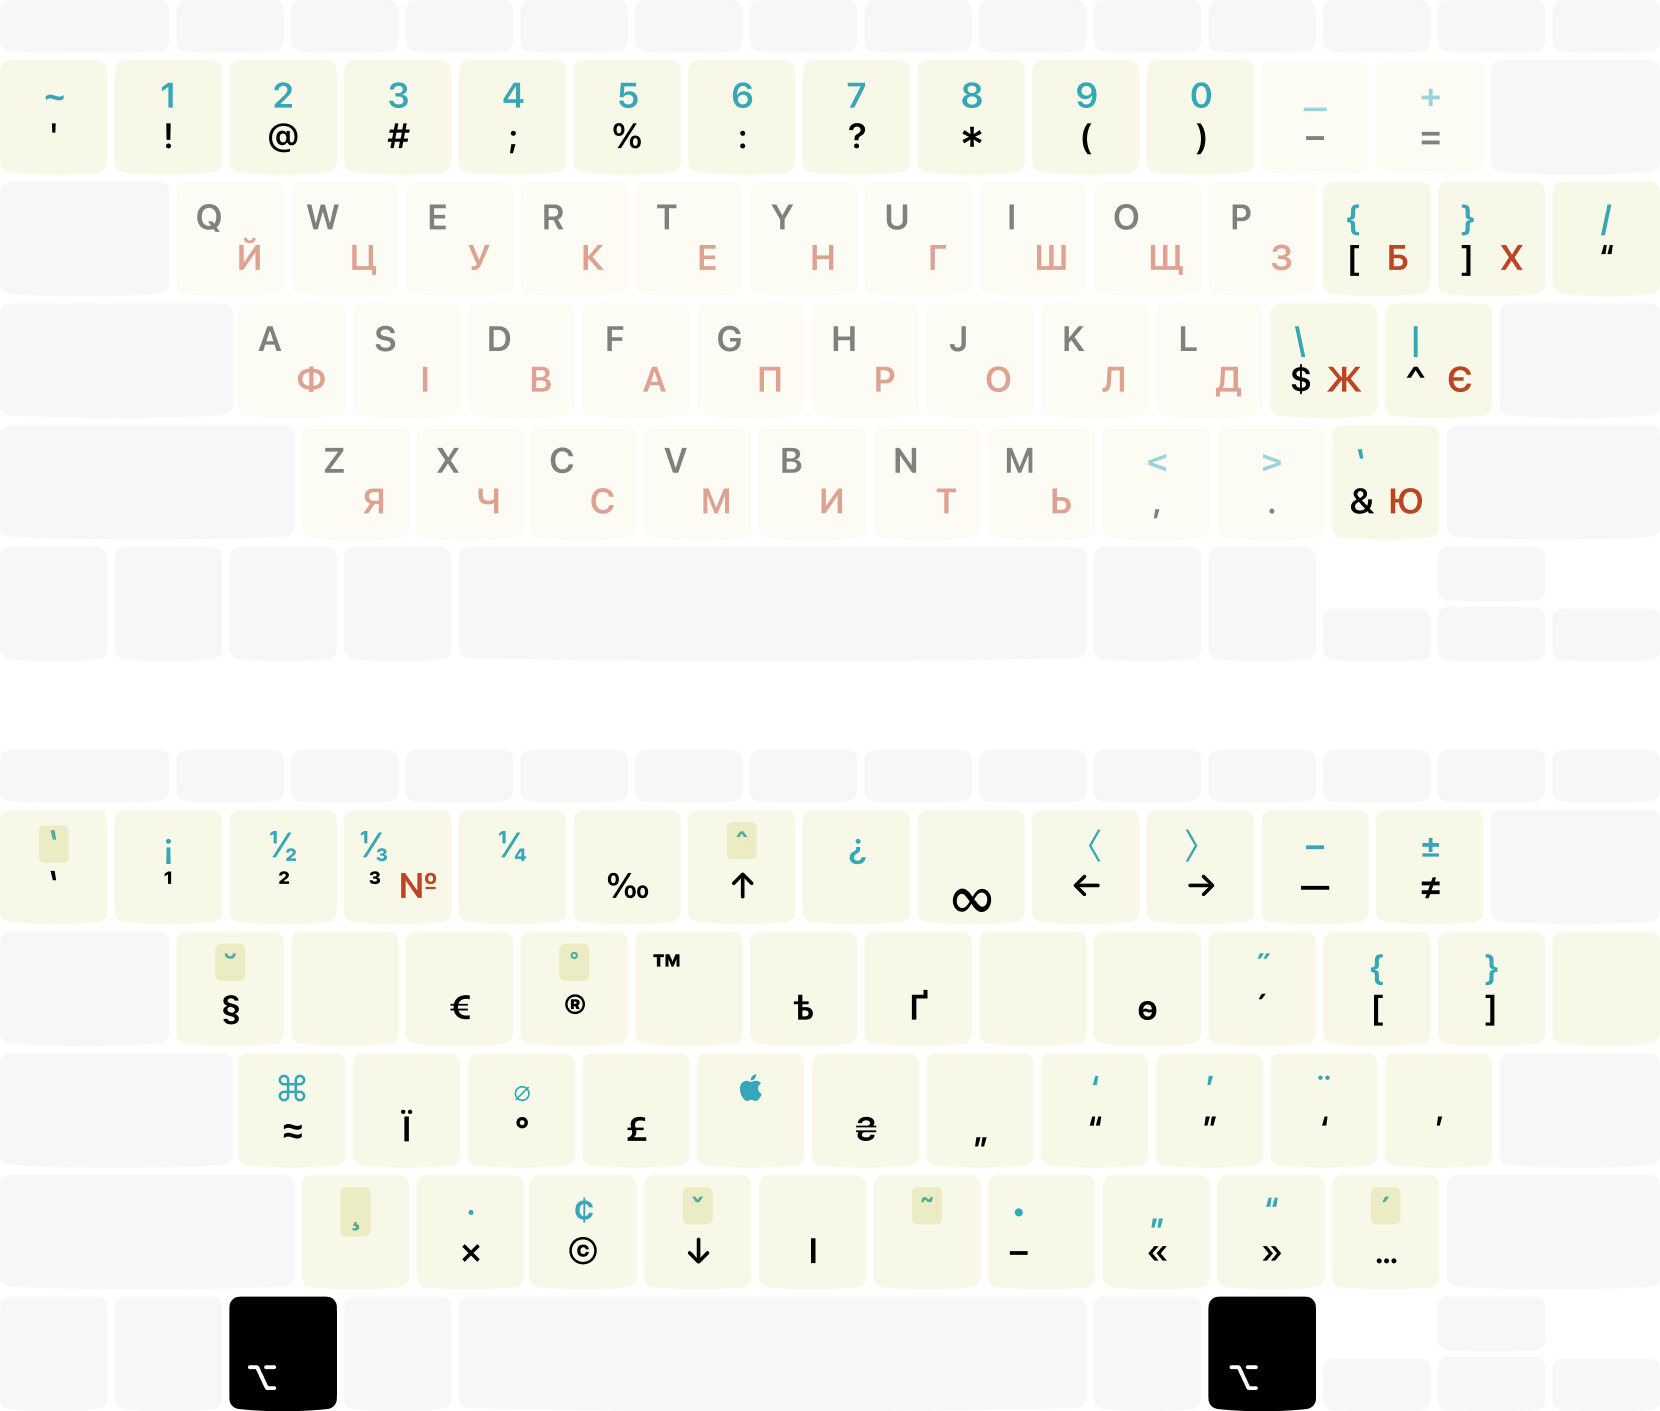 ~ 1 2 3 4 5 6 7 8 9 0 _ +
' ! @ # ; % : ? * ( ) – =
Q W E R T Y U I O P { } /
Й Ц У К Е Н Г Ш Щ З [ Б ] Х “
A S D F G H J K L \ |
Ф І В А П Р О Л Д $ Ж ^ Є
Z X C V B N M < > ‵
Я Ч С М И Т Ь , . & Ю
‵ ¡ ½ ⅓ ¼ ˆ ¿ 〈 〉 – ±
‵ ¹ ² ³ № ‰ ↑ ∞ ← → — ≠
˘ ˚ ™ ˝ { }
§ € ® ѣ Ґ ѳ ´ [ ]
⌘ ⌀ ‘ ’ ¨
≈ Ї ° £ ₴ „ “ ” ‘ ’
¸ · ¢ ˇ ˜ • „ “ ´
× © ↓ І – « » …
⌥ ⌥